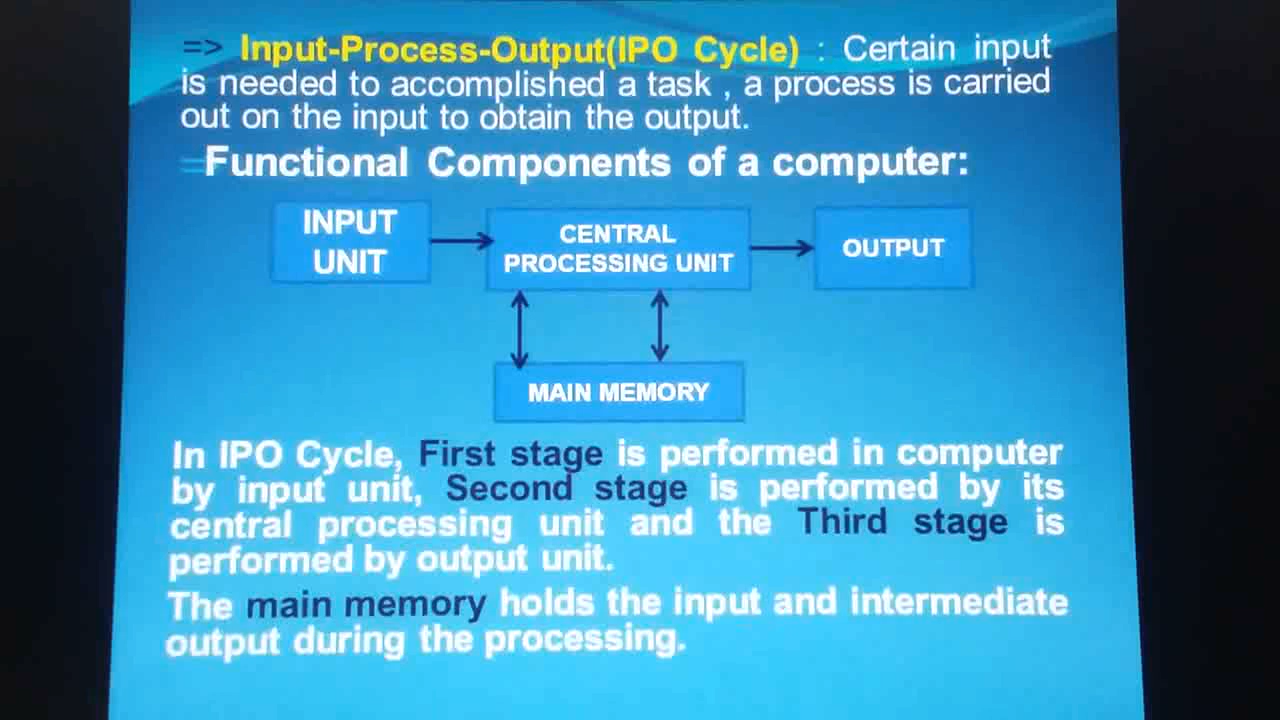 => Input-Process-Output(IPO Cycle) : Certain input
is needed to accomplished a task , a process is carried
out on the input to obtain the output.
=Functional Components of a computer:
INPUT
UNIT
CENTRAL
PROCESSING UNIT
OUTPUT
MAIN MEMORY
In IPO Cycle, First stage is performed in computer
by input unit, Second stage is performed by its
central processing unit and the Third stage is
performed by output unit.
The main memory holds the input and intermediate
output during the processing.